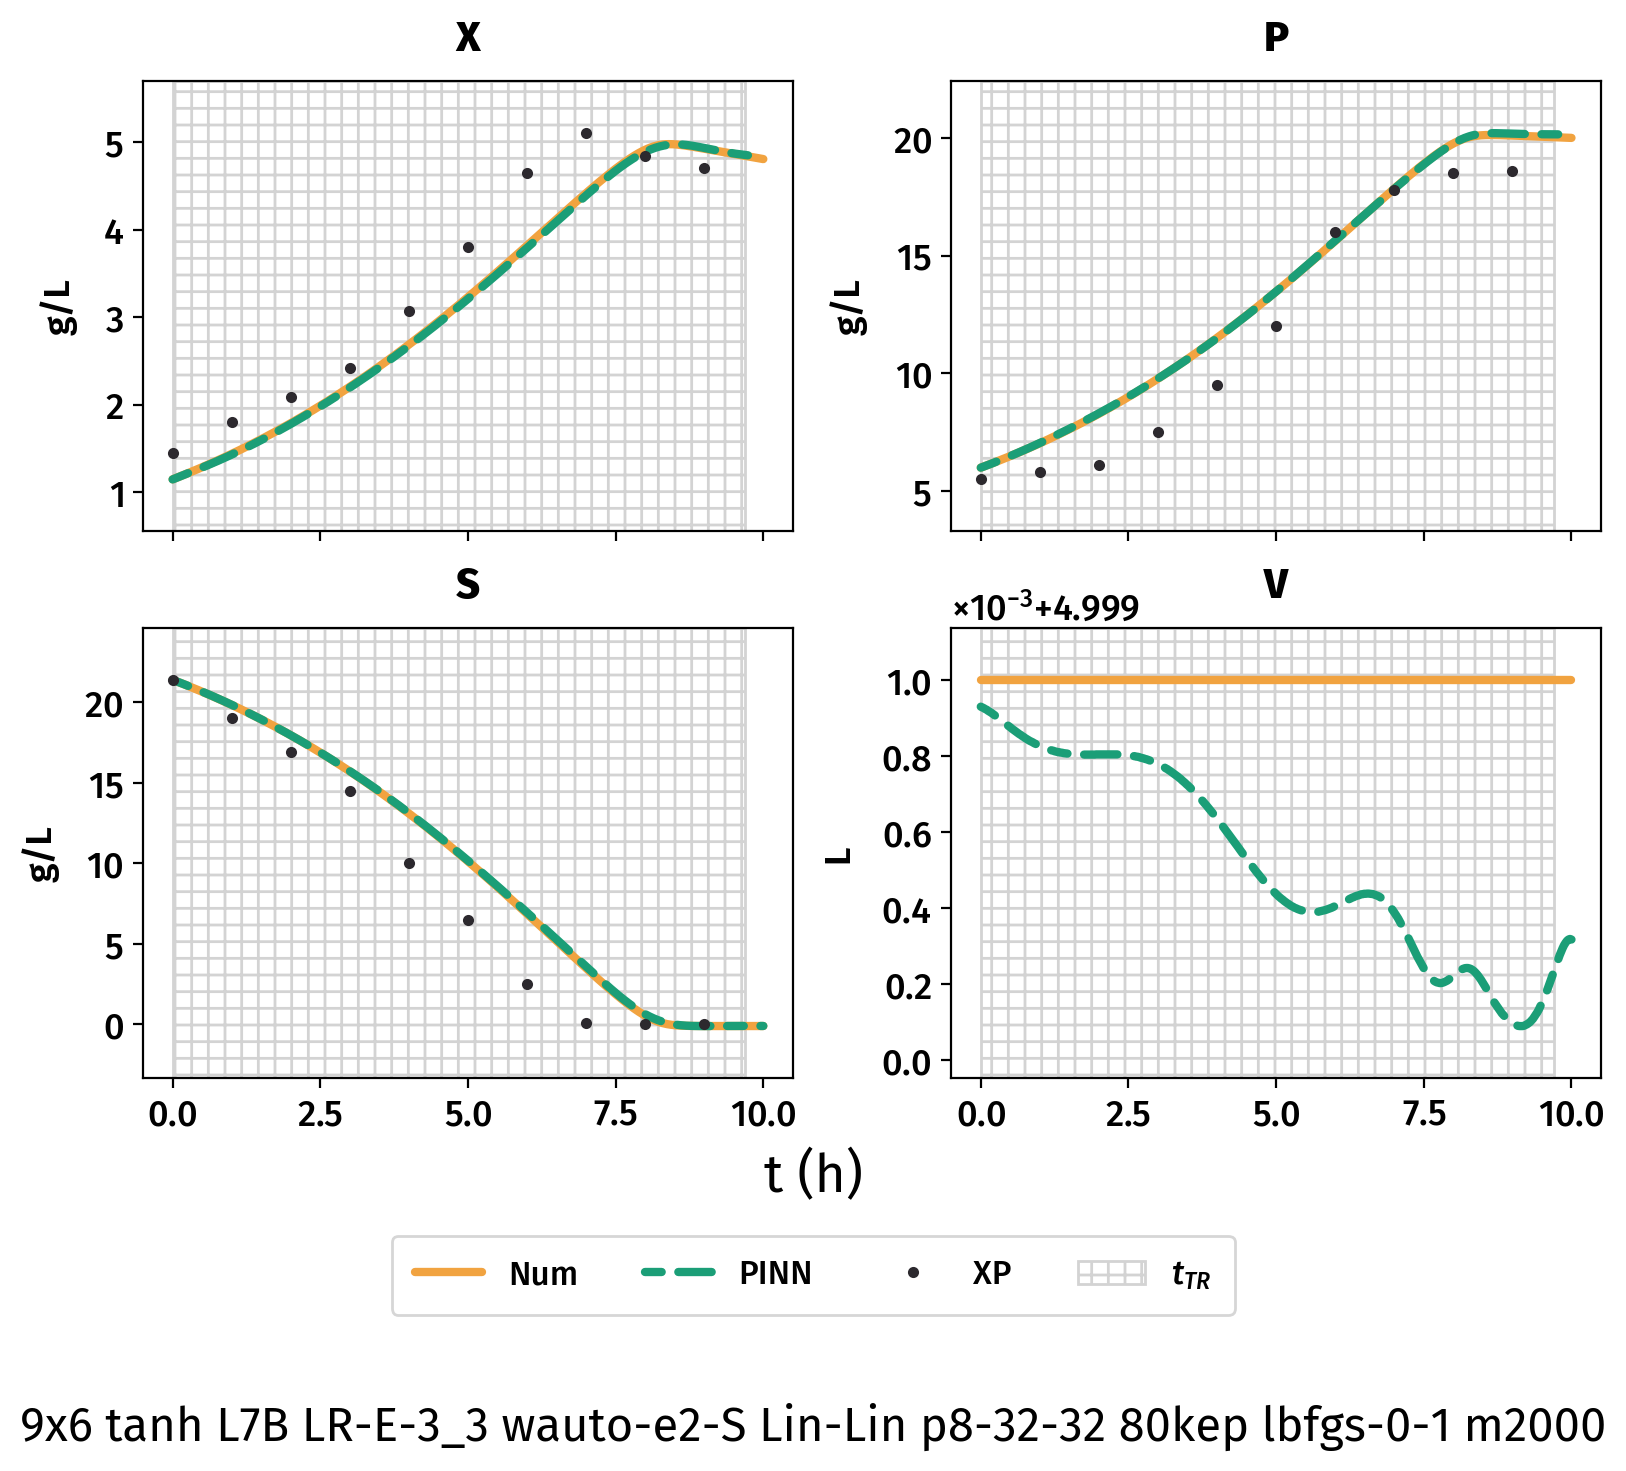 X
P
5
4
3
2
1
g/L
20
15
10
5
g/L
S
V
×10⁻³+4.999
20
15
10
5
0
g/L
1.0
0.8
0.6
0.4
0.2
0.0
L
0.0 2.5 5.0 7.5 10.0
0.0 2.5 5.0 7.5 10.0
t (h)
Num PINN XP t_TR
9x6 tanh L7B LR-E-3_3 wauto-e2-S Lin-Lin p8-32-32 80kep lbfgs-0-1 m2000